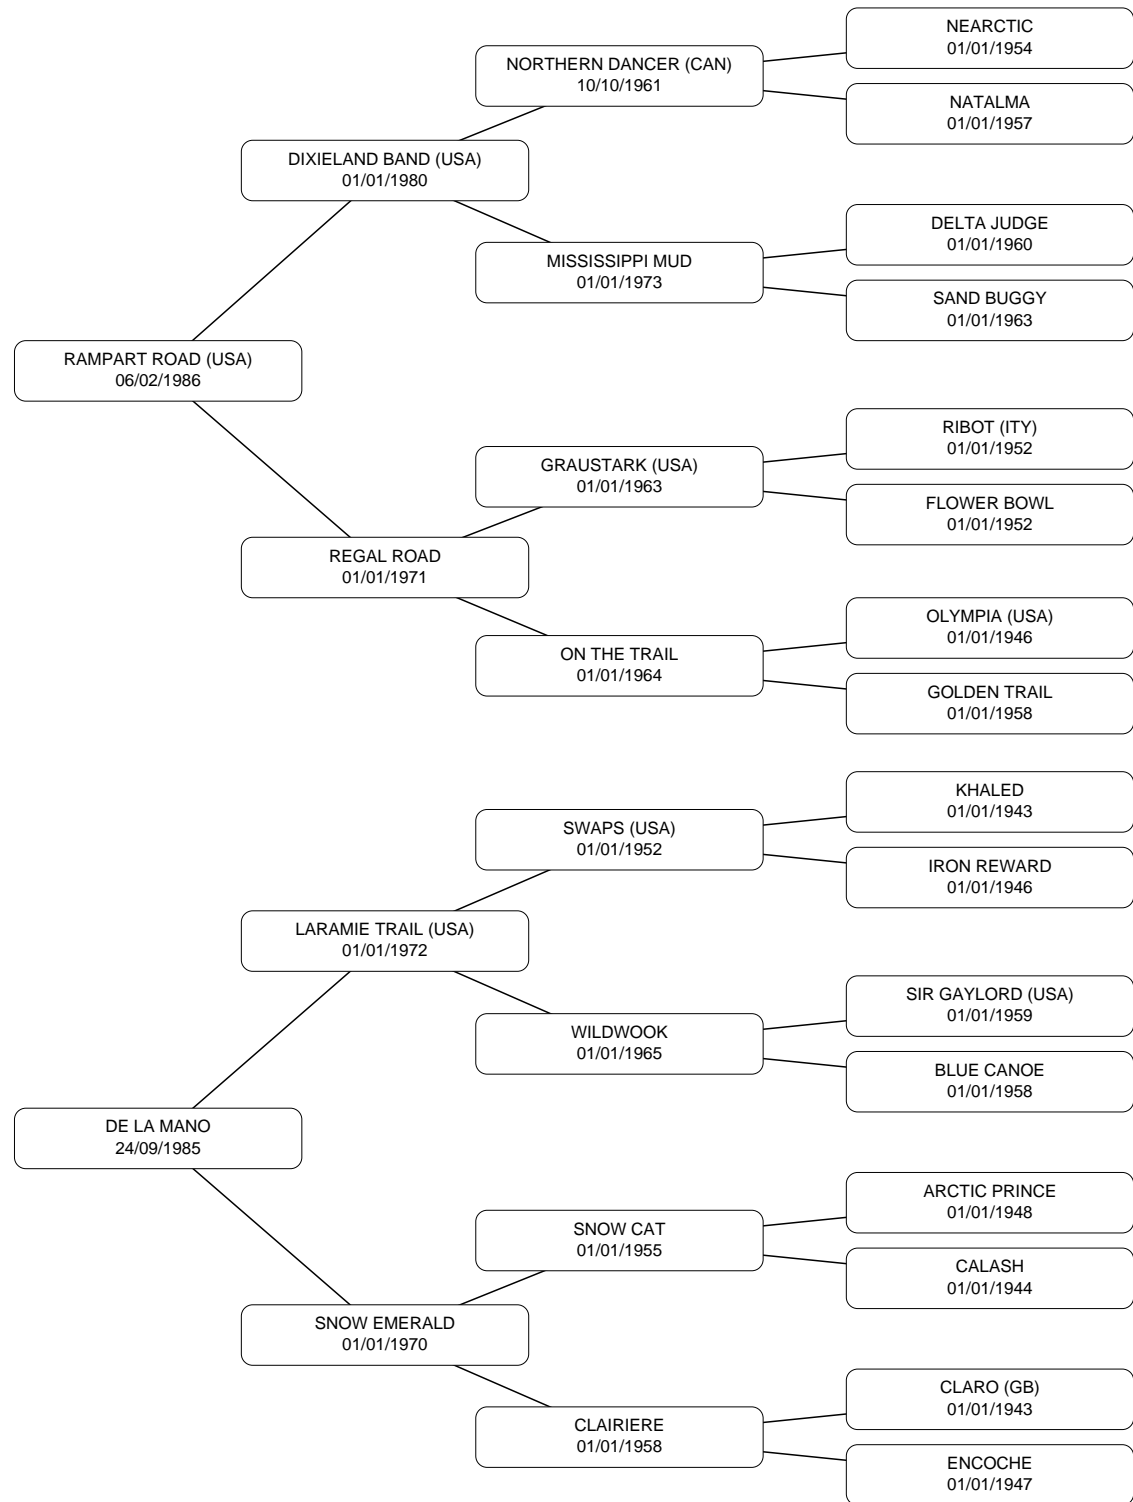 NEARCTIC
01/01/1954
NORTHERN DANCER (CAN)
10/10/1961
NATALMA
01/01/1957
DIXIELAND BAND (USA)
01/01/1980
DELTA JUDGE
01/01/1960
MISSISSIPPI MUD
01/01/1973
SAND BUGGY
01/01/1963
RAMPART ROAD (USA)
06/02/1986
RIBOT (ITY)
01/01/1952
GRAUSTARK (USA)
01/01/1963
FLOWER BOWL
01/01/1952
REGAL ROAD
01/01/1971
OLYMPIA (USA)
01/01/1946
ON THE TRAIL
01/01/1964
GOLDEN TRAIL
01/01/1958
KHALED
01/01/1943
SWAPS (USA)
01/01/1952
IRON REWARD
01/01/1946
LARAMIE TRAIL (USA)
01/01/1972
SIR GAYLORD (USA)
01/01/1959
WILDWOOK
01/01/1965
BLUE CANOE
01/01/1958
DE LA MANO
24/09/1985
ARCTIC PRINCE
01/01/1948
SNOW CAT
01/01/1955
CALASH
01/01/1944
SNOW EMERALD
01/01/1970
CLARO (GB)
01/01/1943
CLAIRIERE
01/01/1958
ENCOCHE
01/01/1947